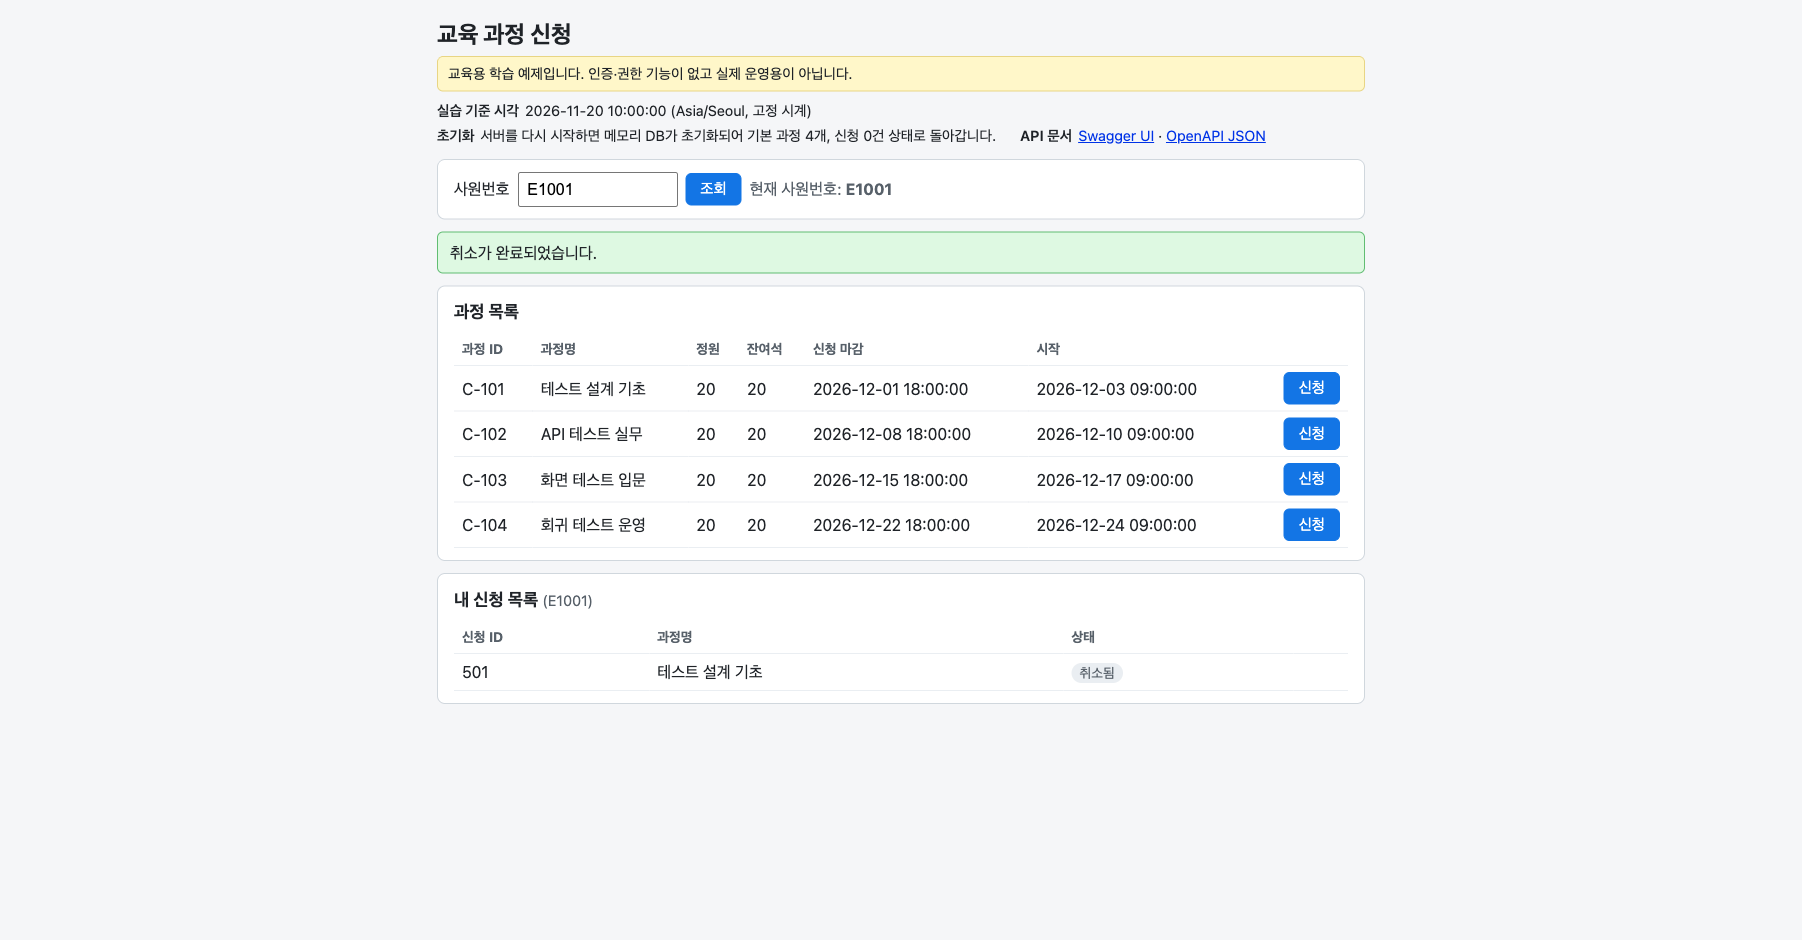 교육 과정 신청
교육용 학습 예제입니다. 인증·권한 기능이 없고 실제 운영용이 아닙니다.
실습 기준 시각 2026-11-20 10:00:00 (Asia/Seoul, 고정 시계)
초기화 서버를 다시 시작하면 메모리 DB가 초기화되어 기본 과정 4개, 신청 0건 상태로 돌아갑니다. API 문서 Swagger UI · OpenAPI JSON
사원번호 E1001 조회 현재 사원번호: E1001
취소가 완료되었습니다.
과정 목록
과정 ID 과정명 정원 잔여석 신청 마감 시작
C-101 테스트 설계 기초 20 20 2026-12-01 18:00:00 2026-12-03 09:00:00 신청
C-102 API 테스트 실무 20 20 2026-12-08 18:00:00 2026-12-10 09:00:00 신청
C-103 화면 테스트 입문 20 20 2026-12-15 18:00:00 2026-12-17 09:00:00 신청
C-104 회귀 테스트 운영 20 20 2026-12-22 18:00:00 2026-12-24 09:00:00 신청
내 신청 목록 (E1001)
신청 ID 과정명 상태
501 테스트 설계 기초 취소됨